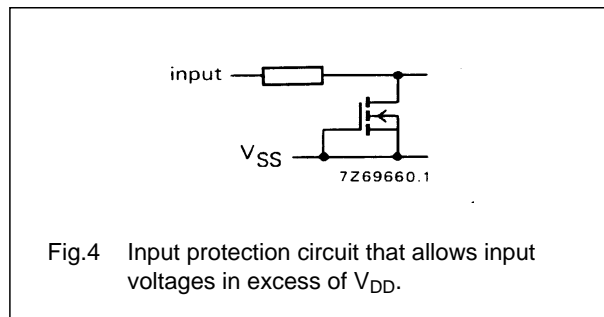 input
VSS
7Z69660.1
Fig.4 Input protection circuit that allows input
voltages in excess of VDD.